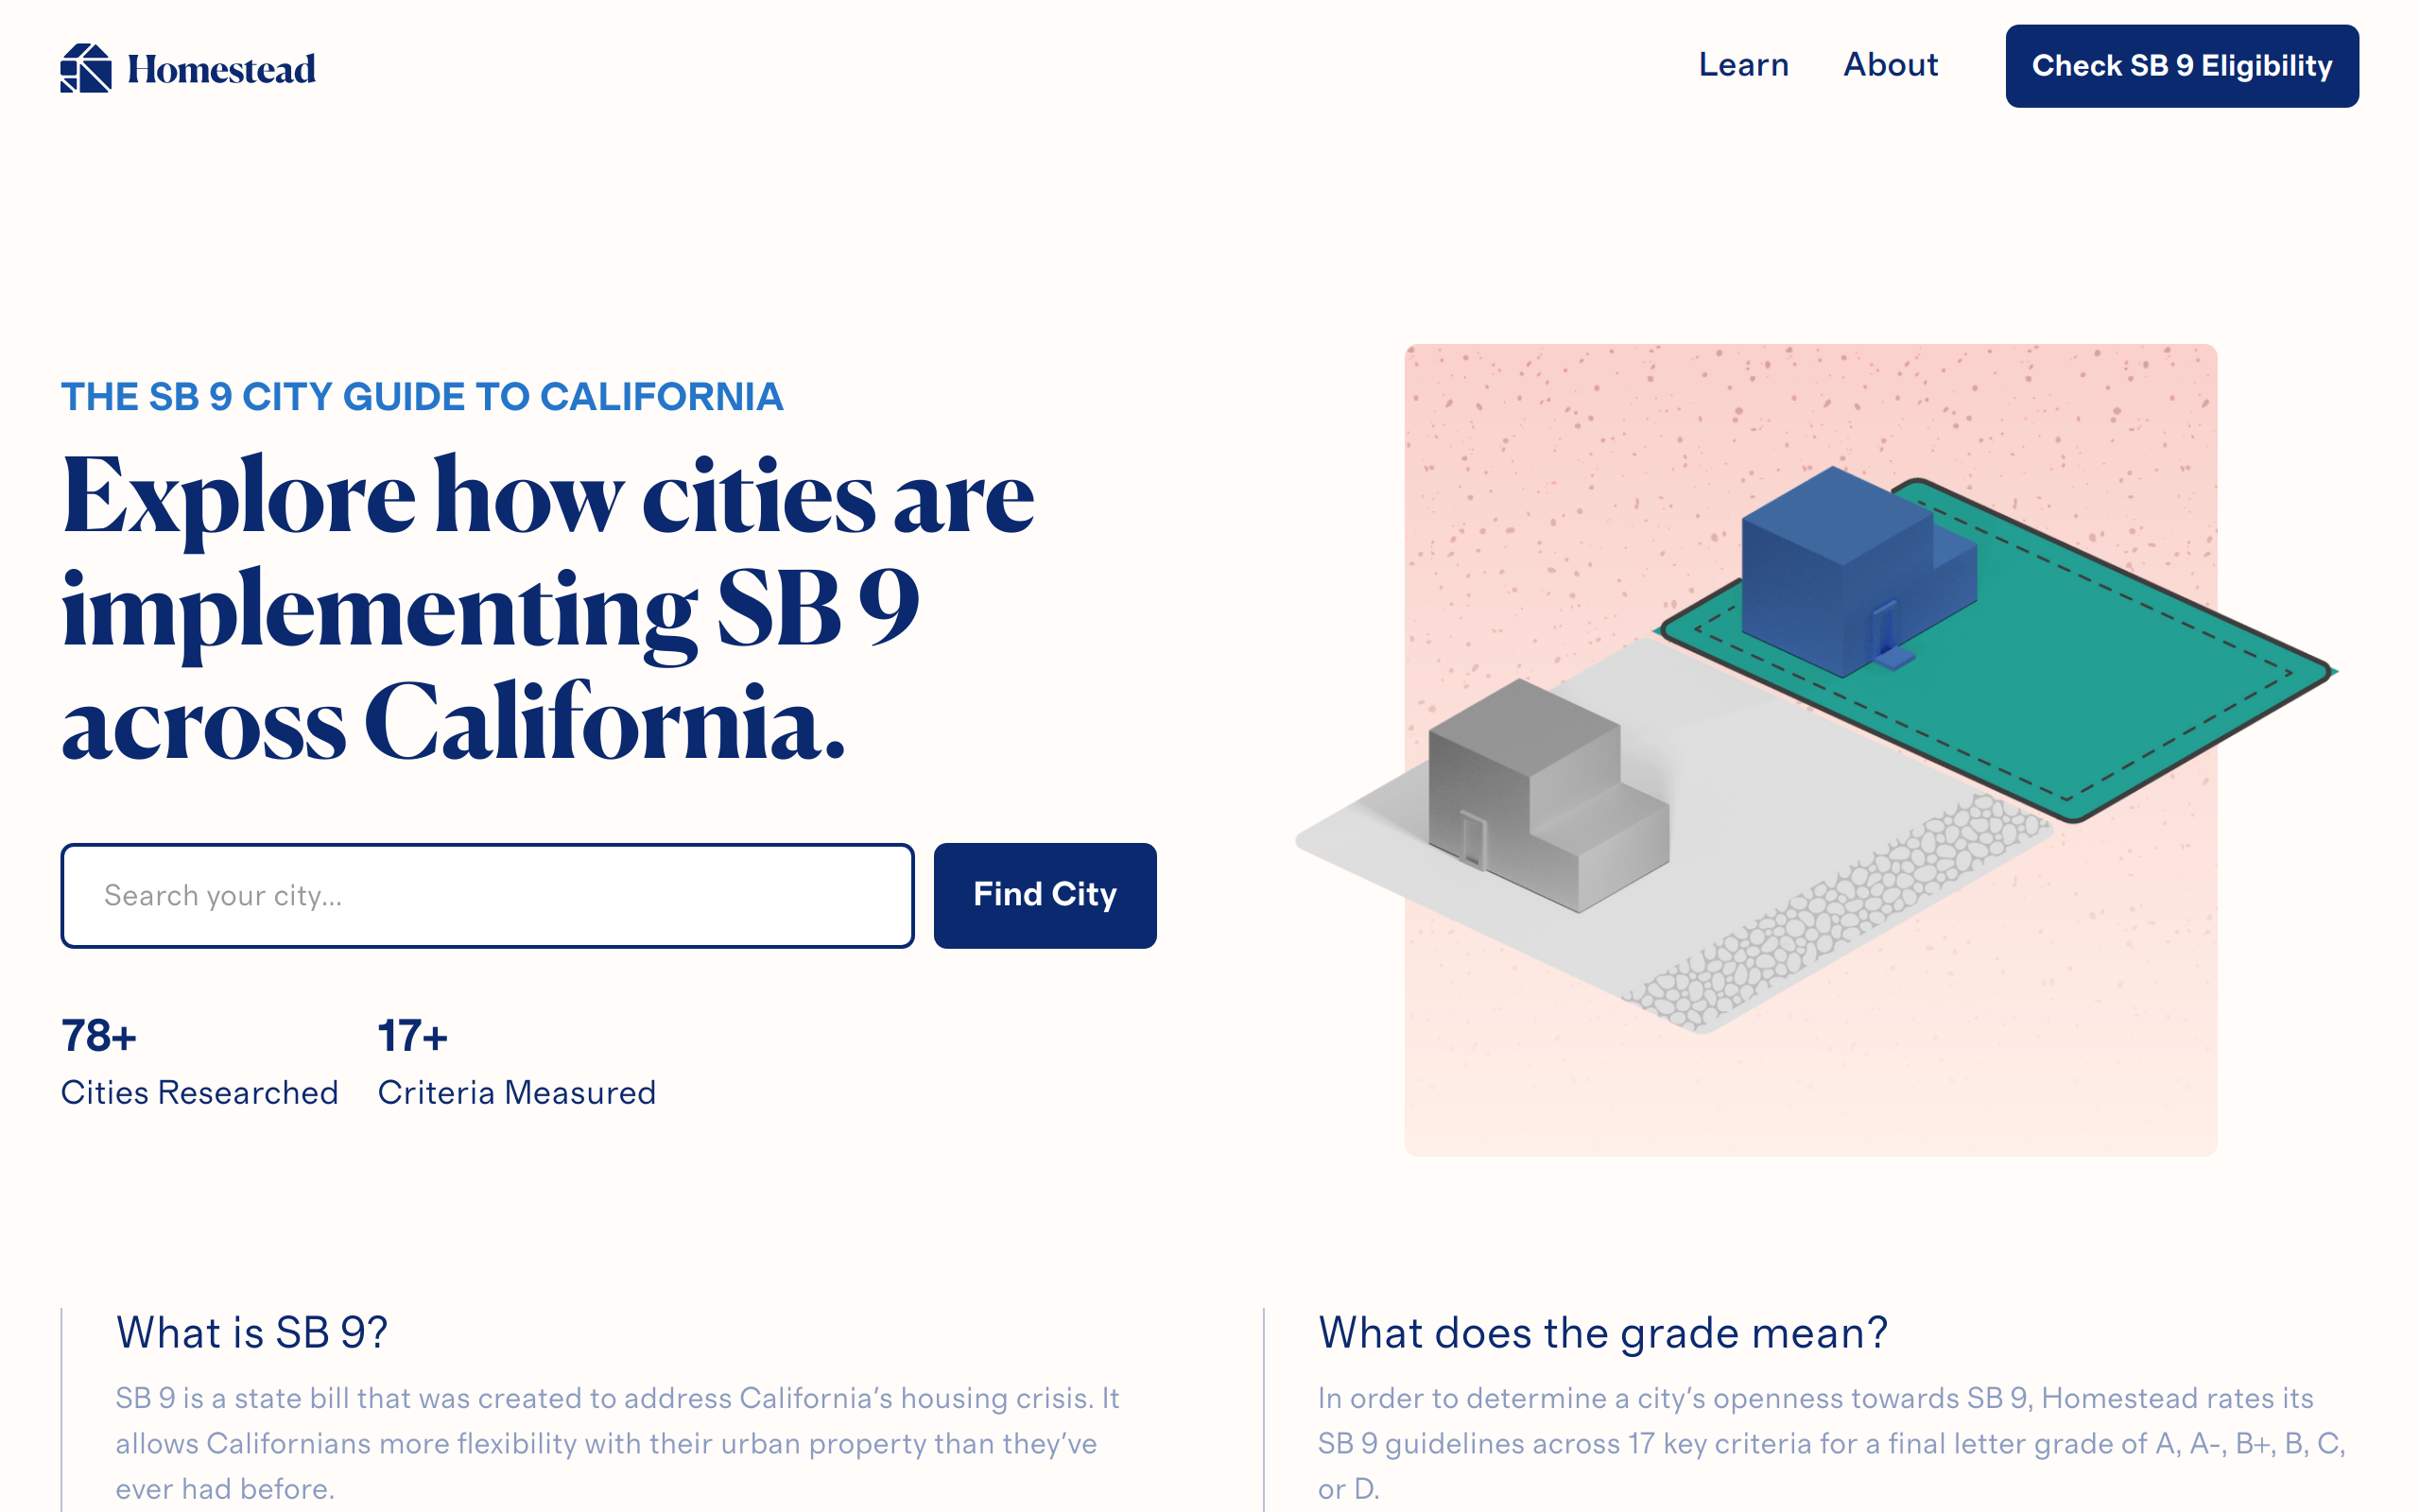 Homestead
Learn
About
Check SB 9 Eligibility
THE SB 9 CITY GUIDE TO CALIFORNIA
Explore how cities are
implementing SB 9
across California.
Search your city...
Find City
78+
Cities Researched
17+
Criteria Measured
What is SB 9?
SB 9 is a state bill that was created to address California’s housing crisis. It
allows Californians more flexibility with their urban property than they’ve
ever had before.
What does the grade mean?
In order to determine a city’s openness towards SB 9, Homestead rates its
SB 9 guidelines across 17 key criteria for a final letter grade of A, A-, B+, B, C,
or D.